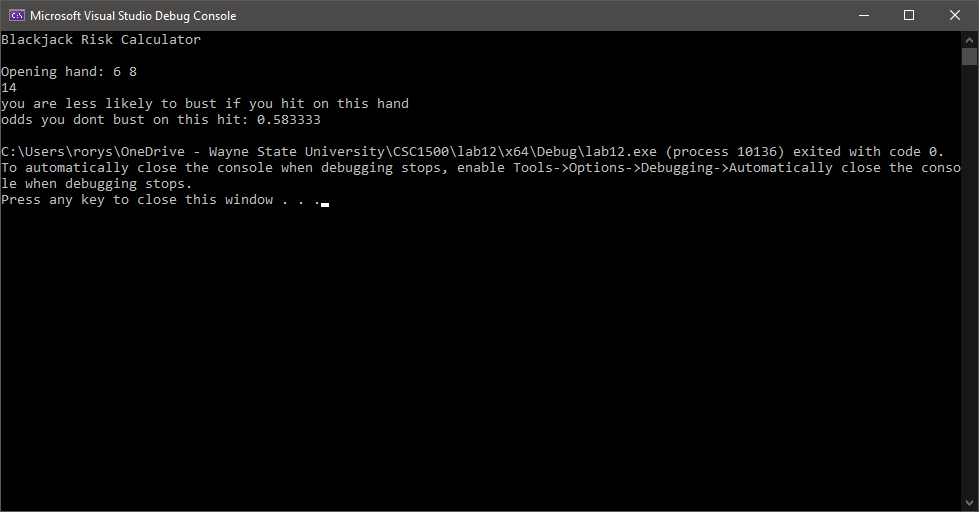 Microsoft Visual Studio Debug Console
Blackjack Risk Calculator
Opening hand: 6 8
14
you are less likely to bust if you hit on this hand
odds you dont bust on this hit: 0.583333
C:\Users\rorys\OneDrive - Wayne State University\CSC1500\lab12\x64\Debug\lab12.exe (process 10136) exited with code 0.
To automatically close the console when debugging stops, enable Tools->Options->Debugging->Automatically close the conso
le when debugging stops.
Press any key to close this window . . .